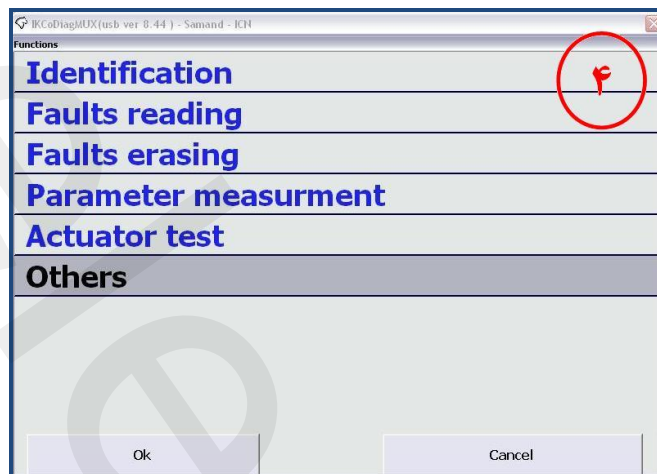 IKCoDiagMUX(usb ver 8.44 ) - Samand - ICN
Functions
Identification
۴
Faults reading
Faults erasing
Parameter measurment
Actuator test
Others
Ok Cancel